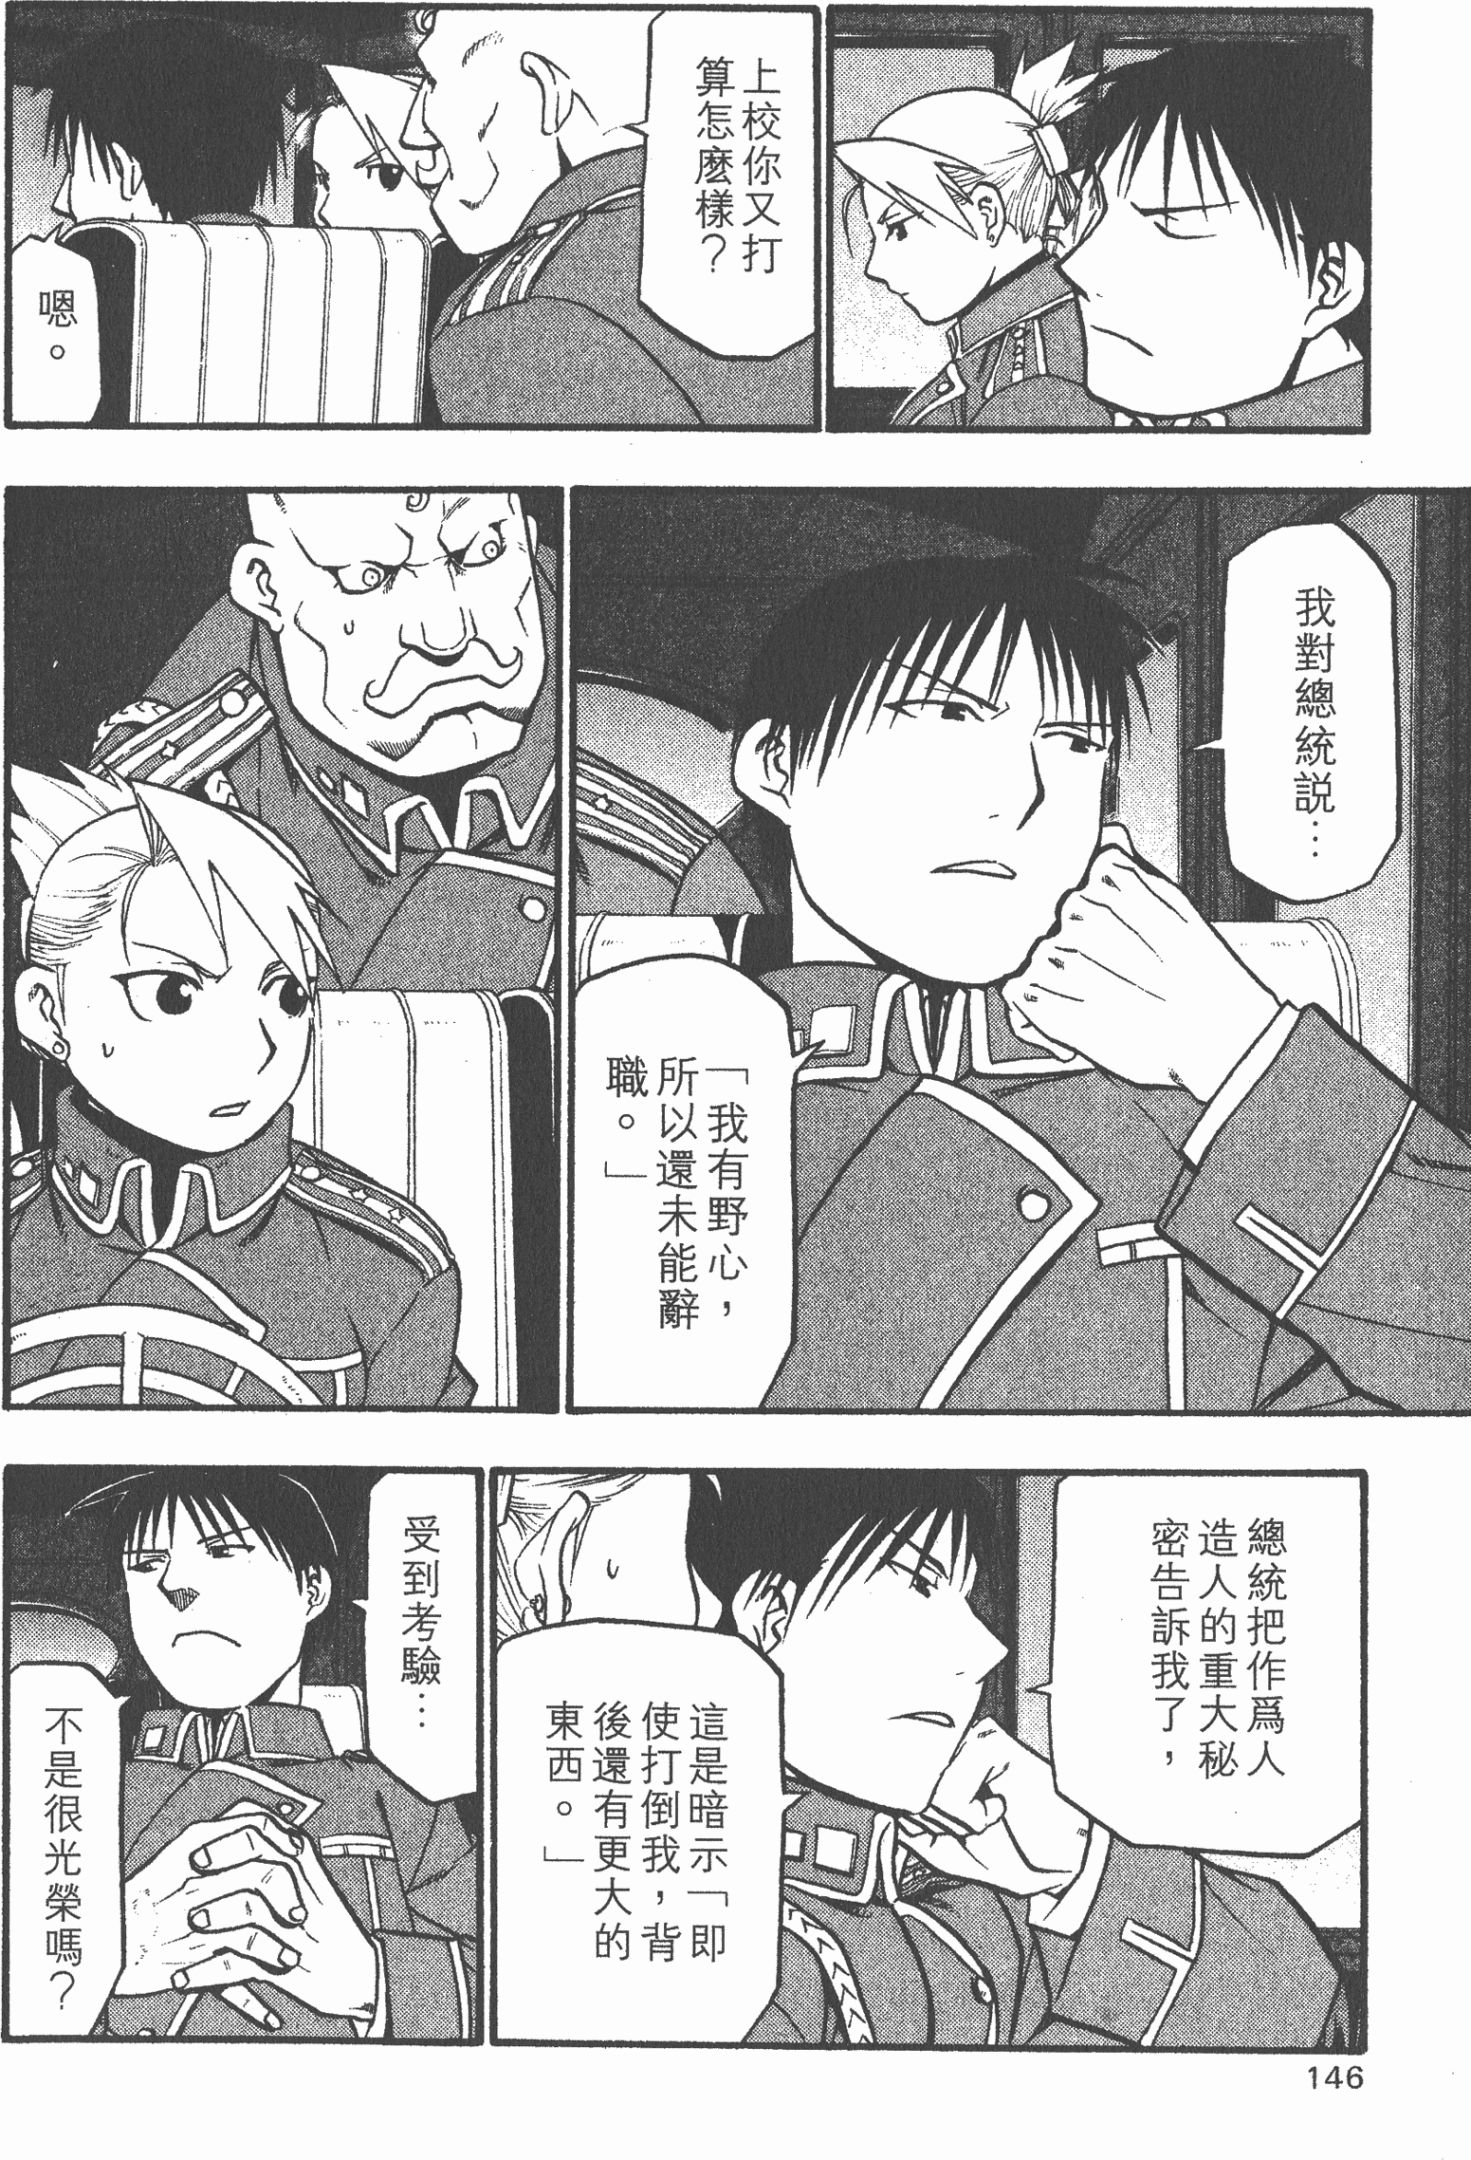 上校你又打
算怎麽樣？
嗯。
我對總統説…
「我有野心，
所以還未能辭
職。」
總統把作爲人
造人的重大秘
密告訴我了，
這是暗示「即
使打倒我，背
後還有更大的
東西。」
受到考驗…
不是很光榮嗎？
146